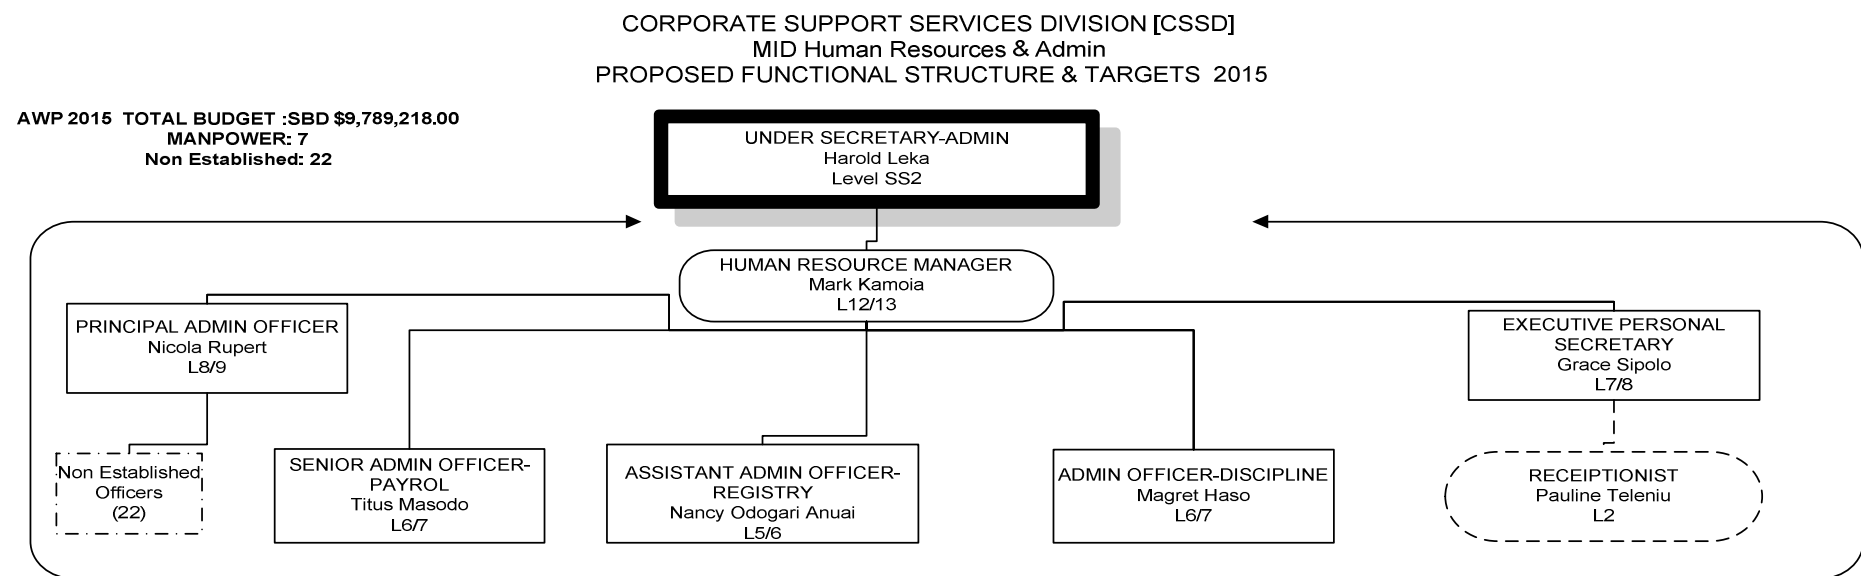 CORPORATE SUPPORT SERVICES DIVISION [CSSD]
MID Human Resources & Admin
PROPOSED FUNCTIONAL STRUCTURE & TARGETS 2015
AWP 2015 TOTAL BUDGET :SBD $9,789,218.00
MANPOWER: 7
Non Established: 22
UNDER SECRETARY-ADMIN
Harold Leka
Level SS2
HUMAN RESOURCE MANAGER
Mark Kamoia
L12/13
PRINCIPAL ADMIN OFFICER
Nicola Rupert
L8/9
EXECUTIVE PERSONAL
SECRETARY
Grace Sipolo
L7/8
Non Established
Officers
(22)
SENIOR ADMIN OFFICER-
PAYROL
Titus Masodo
L6/7
ASSISTANT ADMIN OFFICER-
REGISTRY
Nancy Odogari Anuai
L5/6
ADMIN OFFICER-DISCIPLINE
Magret Haso
L6/7
RECEIPTIONIST
Pauline Teleniu
L2